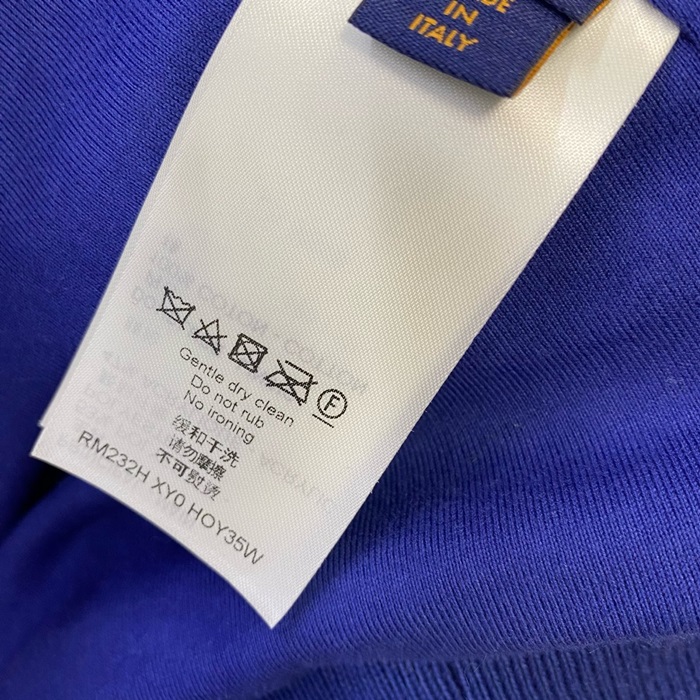 IN
ITALY
F
Gentle dry clean
Do not rub
No ironing
缓和干洗
请勿摩擦
不可熨烫
RM232H XY0 HOY35W